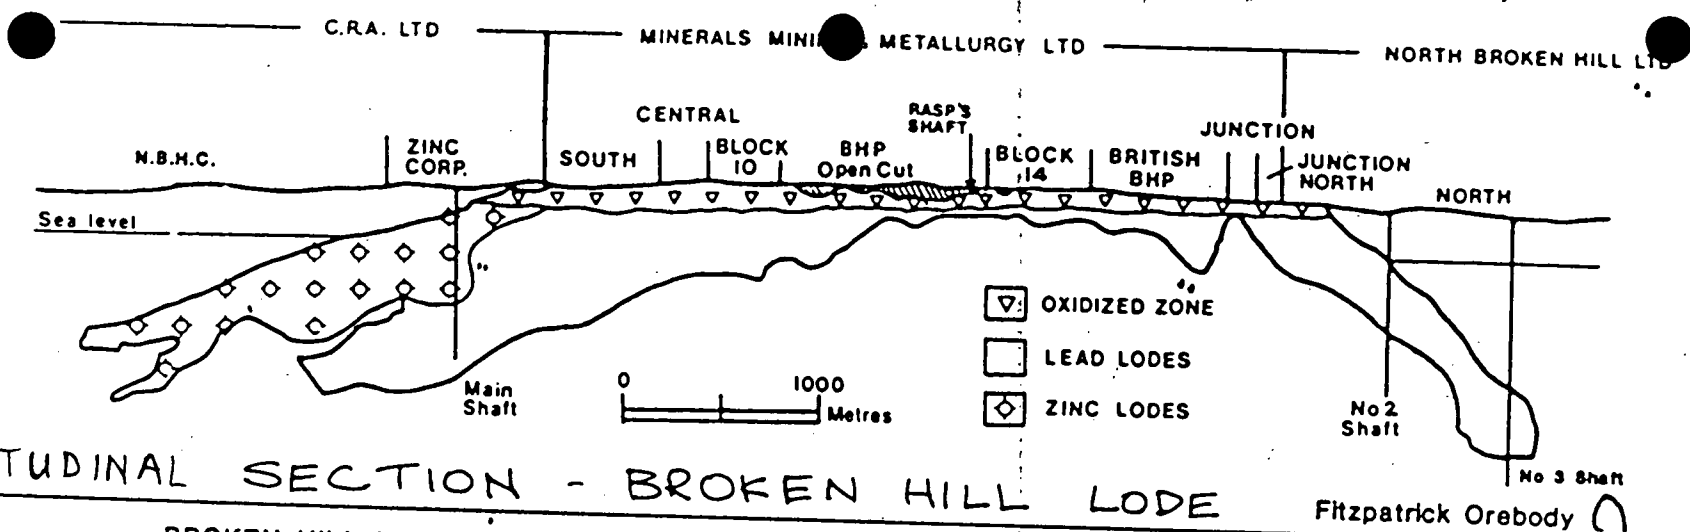 C.R.A. LTD
MINERALS MINI & METALLURGY LTD
NORTH BROKEN HILL LTD
N.B.H.C.
ZINC
CORP.
SOUTH
CENTRAL
BLOCK
10
BHP
Open Cut
RASP'S
SHAFT
BLOCK
14
BRITISH
BHP
JUNCTION
JUNCTION
NORTH
NORTH
Sea level
OXIDIZED ZONE
LEAD LODES
ZINC LODES
0 1000
Metres
Main
Shaft
No 2
Shaft
No 3 Shaft
TUDINAL SECTION - BROKEN HILL LODE
Fitzpatrick Orebody